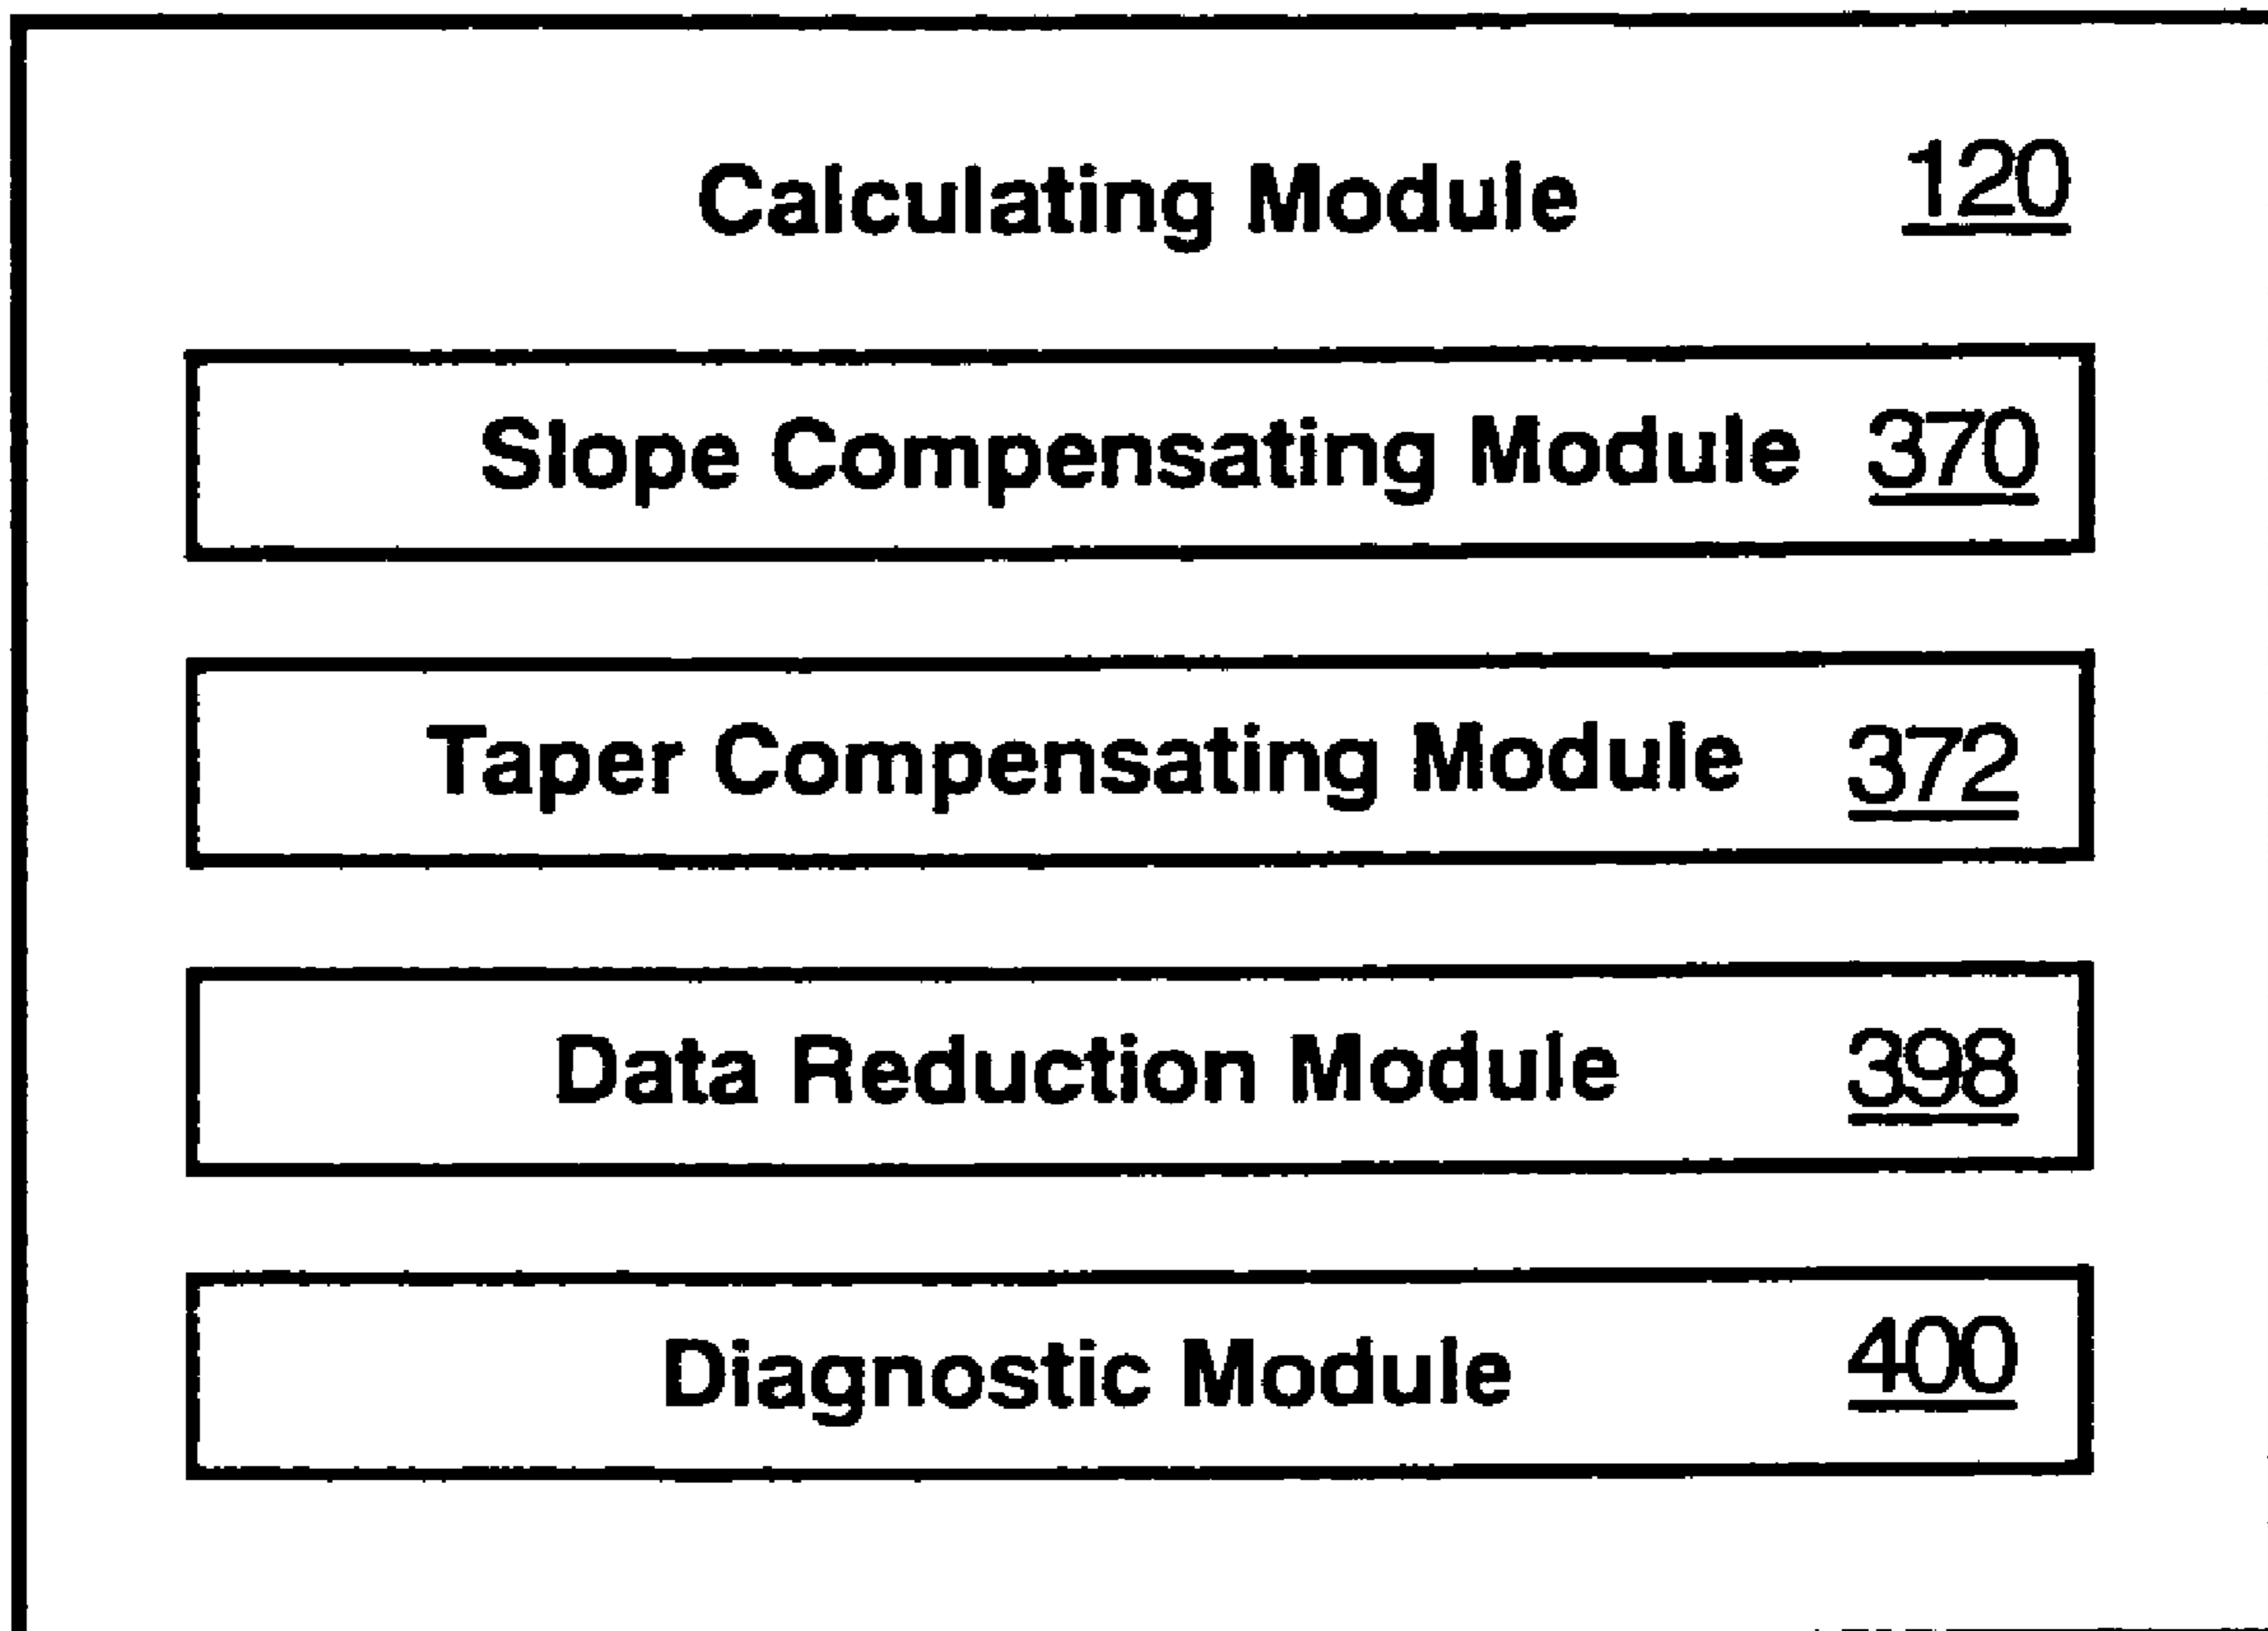 Calculating Module 120
Slope Compensating Module 370
Taper Compensating Module 372
Data Reduction Module 398
Diagnostic Module 400